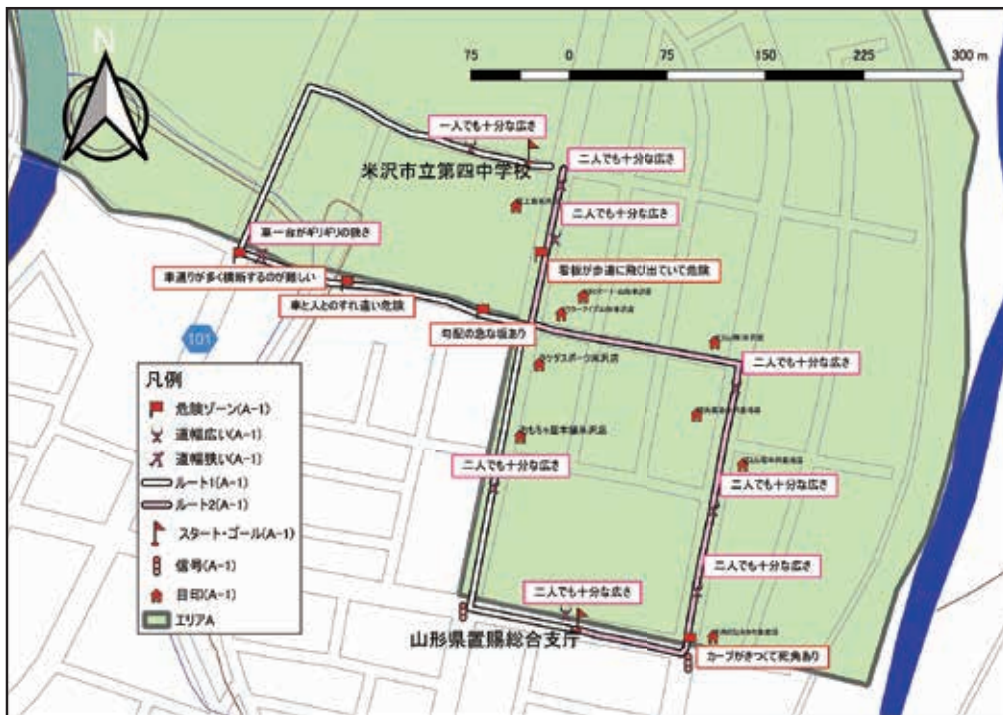 N
75 0 75 150 225 300 m
一人でも十分な広さ
米沢市立第四中学校
二人でも十分な広さ
二人でも十分な広さ
車一台がギリギリの狭さ
車通りが多く横断するのが難しい
看板が歩道に飛び出ていて危険
車と人とのすれ違い危険
勾配の急な坂あり
101
二人でも十分な広さ
おもちゃ屋本舗米沢店
二人でも十分な広さ
二人でも十分な広さ
二人でも十分な広さ
二人でも十分な広さ
山形県置賜総合支庁
カーブがきつくて死角あり
凡例
危険ゾーン(A-1)
道幅広い(A-1)
道幅狭い(A-1)
ルート1(A-1)
ルート2(A-1)
スタート・ゴール(A-1)
信号(A-1)
目印(A-1)
エリアA